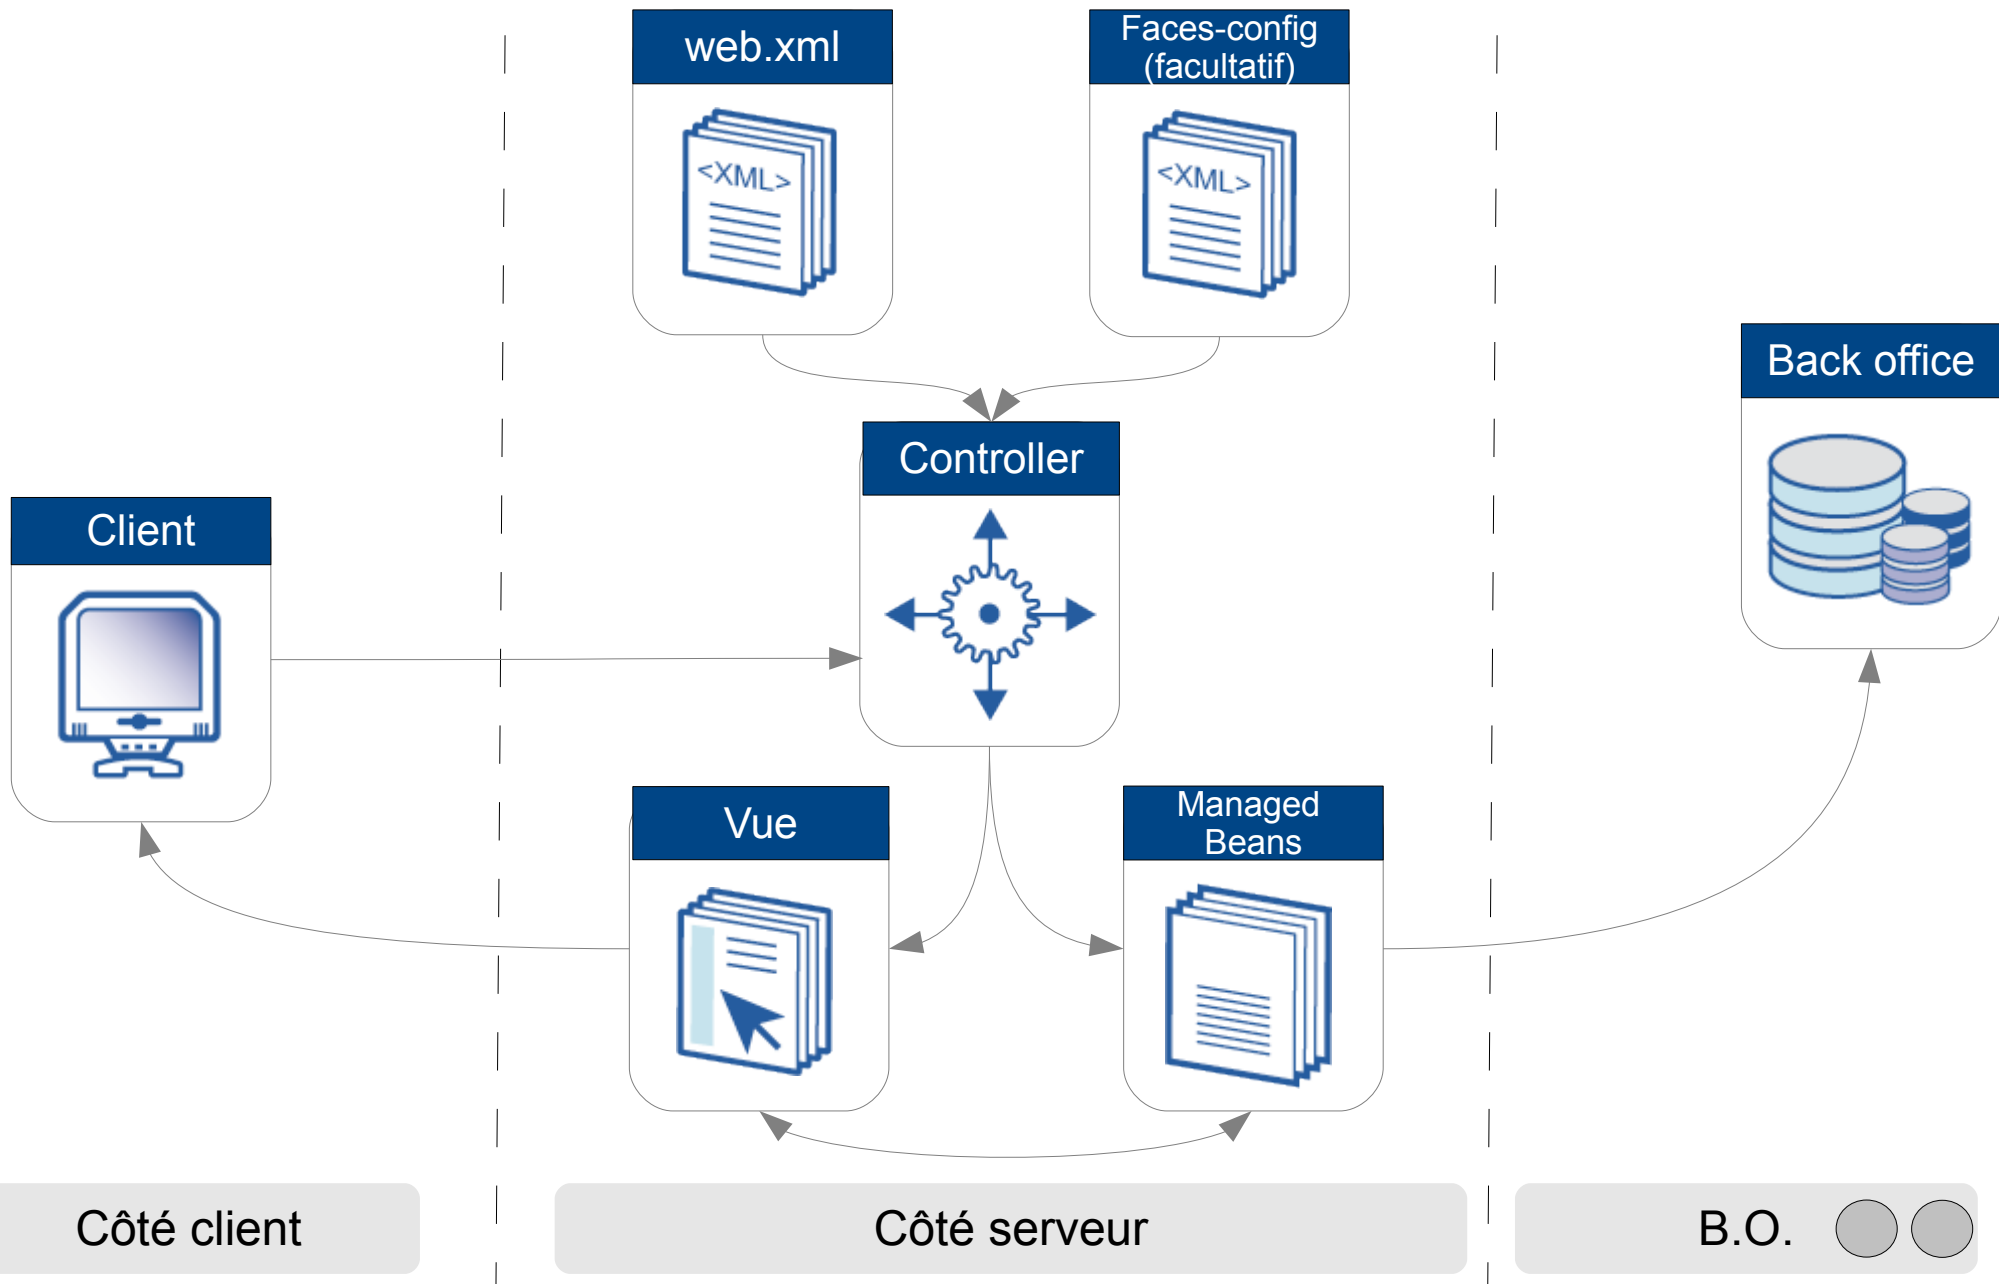 web.xml
Faces-config
(facultatif)
<XML>
<XML>
Back office
Controller
Client
Vue
Managed
Beans
Côté client
Côté serveur
B.O.